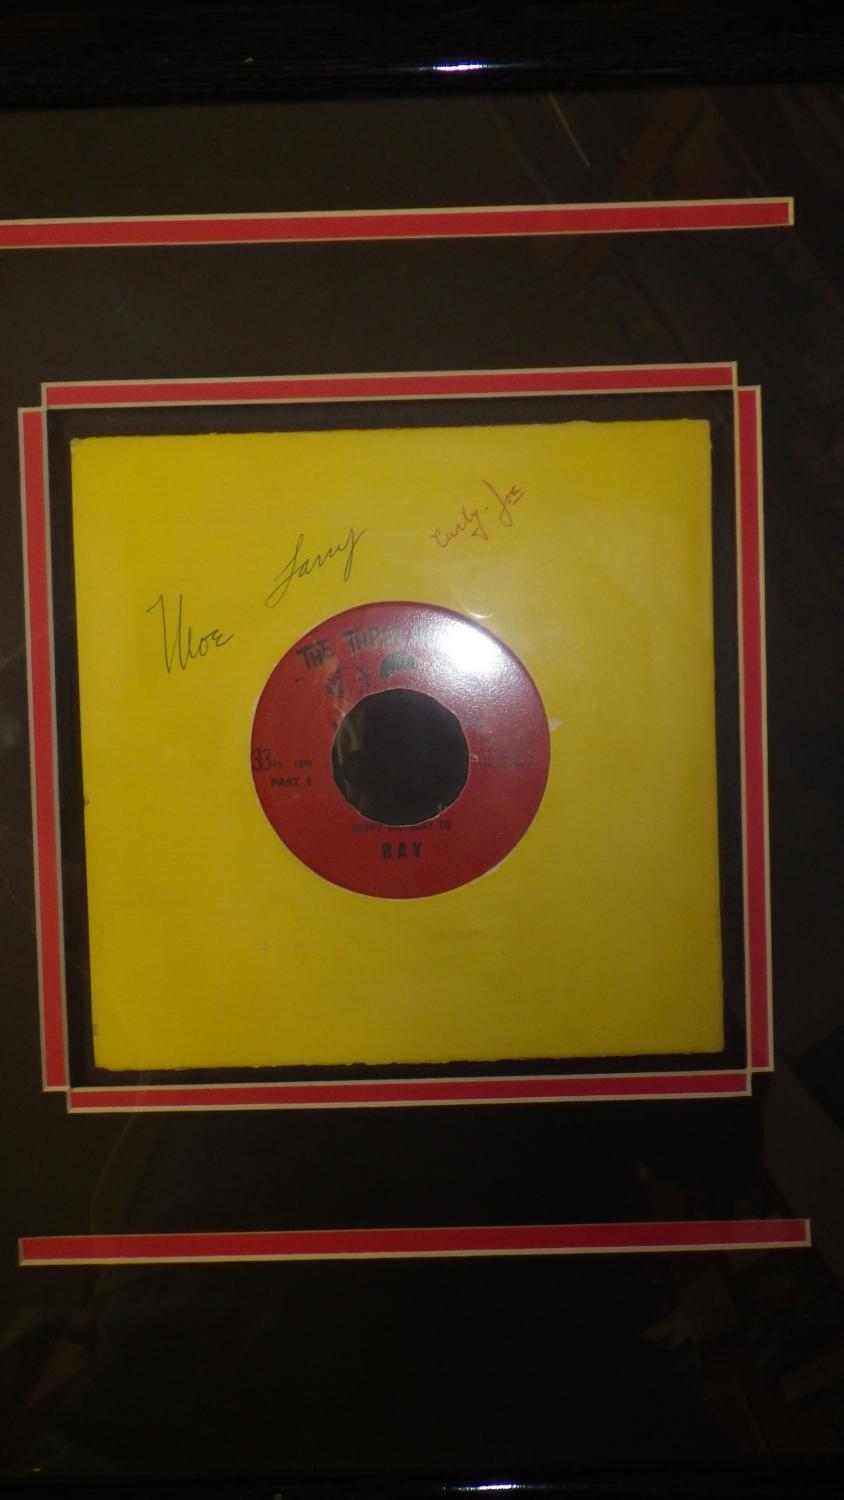 Curly-Joe
Larry
Moe
THE THREE
33⅓ rpm
PART 1
HAPPY BIRTHDAY TO
RAY